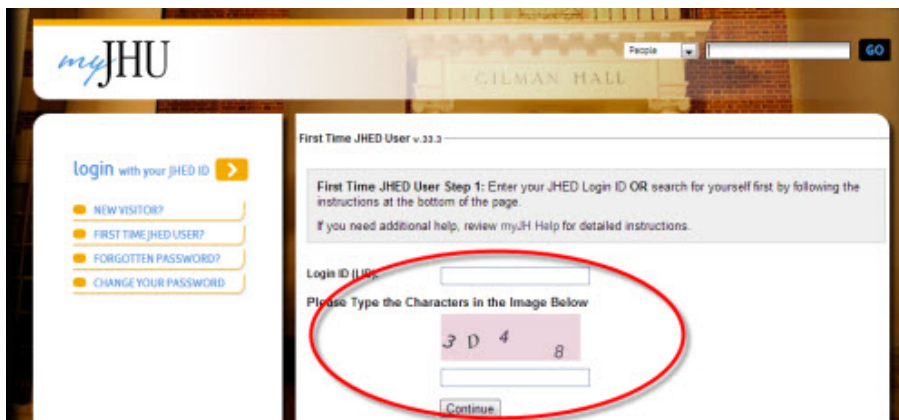 myJHU
People
GO
GILMAN HALL
login with your JHED ID
NEW VISITOR?
FIRST TIME JHED USER?
FORGOTTEN PASSWORD?
CHANGE YOUR PASSWORD
First Time JHED User v.33.3
First Time JHED User Step 1: Enter your JHED Login ID OR search for yourself first by following the
instructions at the bottom of the page.
If you need additional help, review myJH Help for detailed instructions.
Login ID (LID):
Please Type the Characters in the Image Below
3 D 4 8
Continue